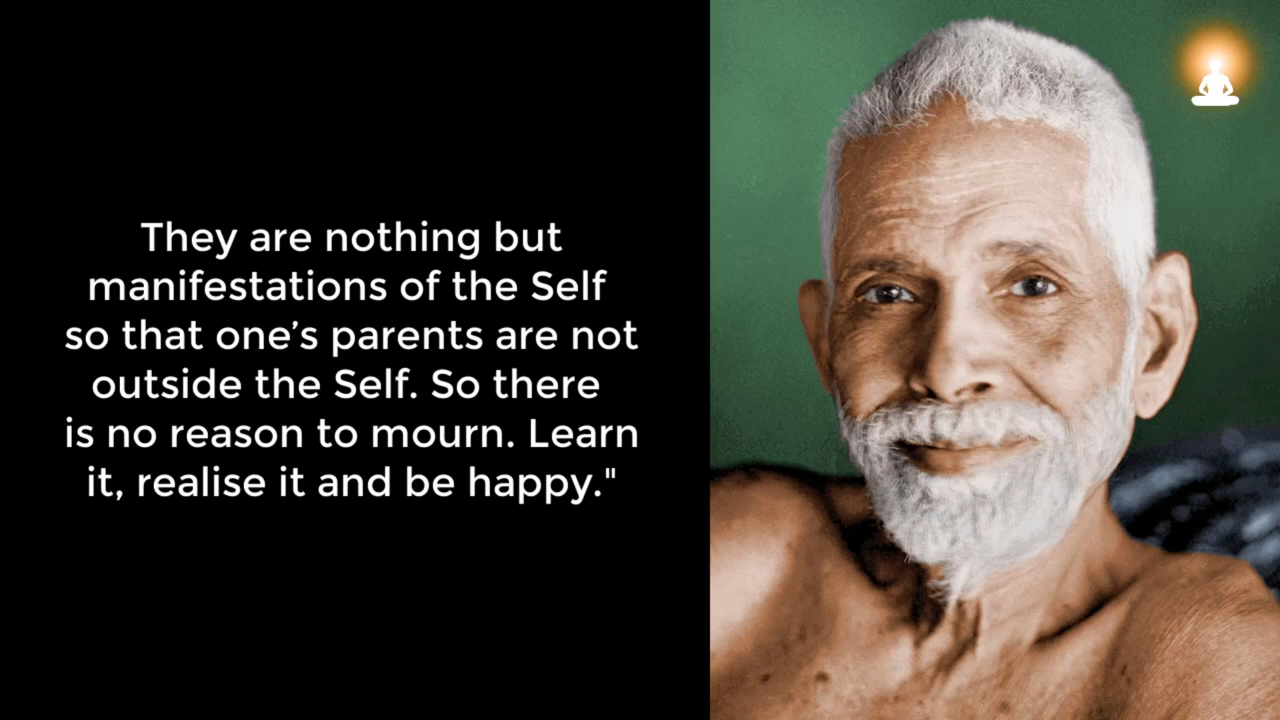 They are nothing but
manifestations of the Self
so that one’s parents are not
outside the Self. So there
is no reason to mourn. Learn
it, realise it and be happy."